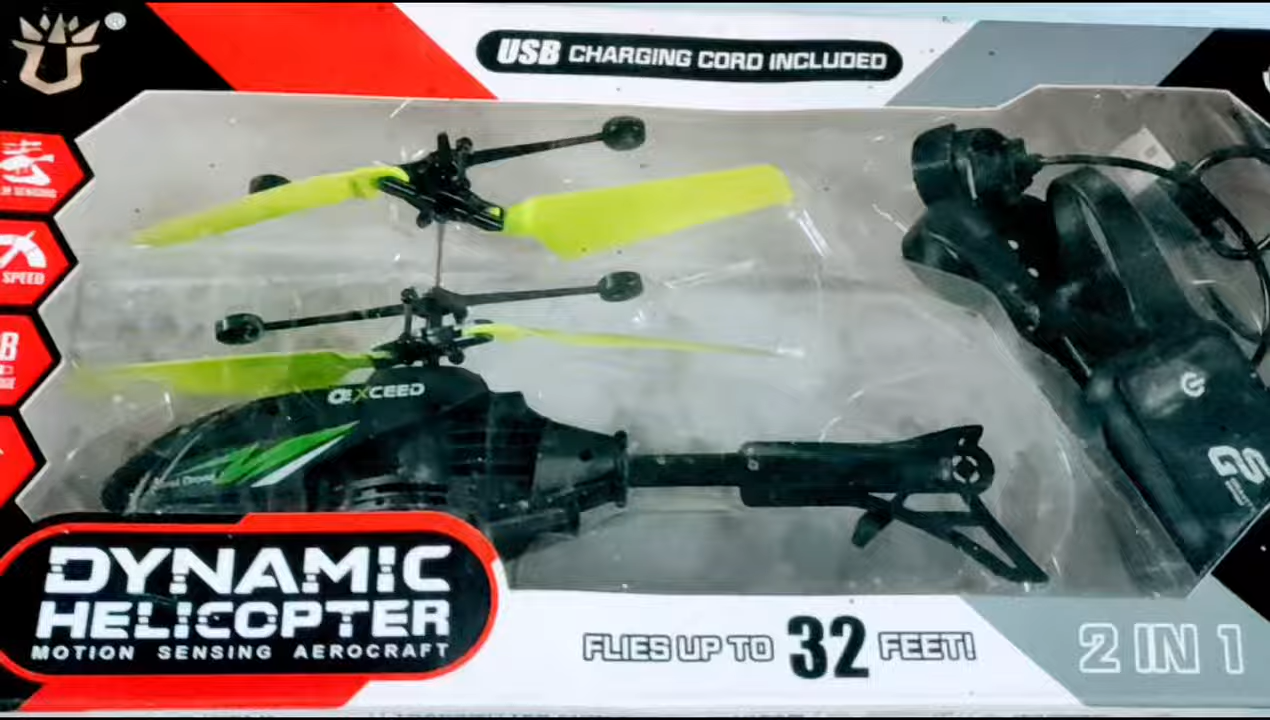 ®
USB CHARGING CORD INCLUDED
SPEED
EXCEED
GS
DYNAMIC
HELICOPTER
MOTION SENSING AEROCRAFT
FLIES UP TO 32 FEET!
2 IN 1